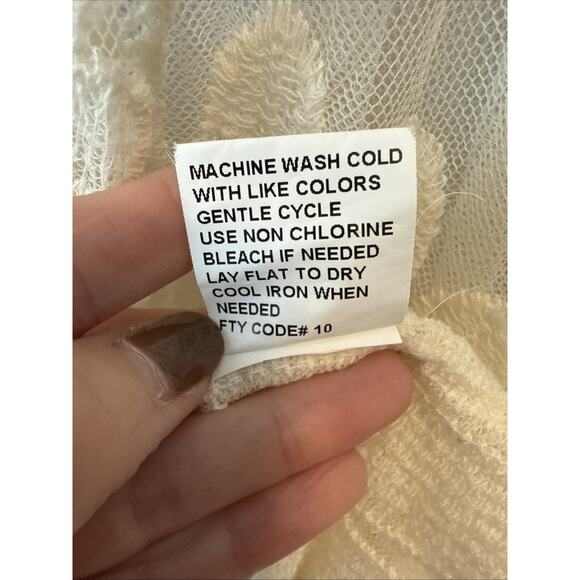 MACHINE WASH COLD
WITH LIKE COLORS
GENTLE CYCLE
USE NON CHLORINE
BLEACH IF NEEDED
LAY FLAT TO DRY
COOL IRON WHEN
NEEDED
FTY CODE# 10